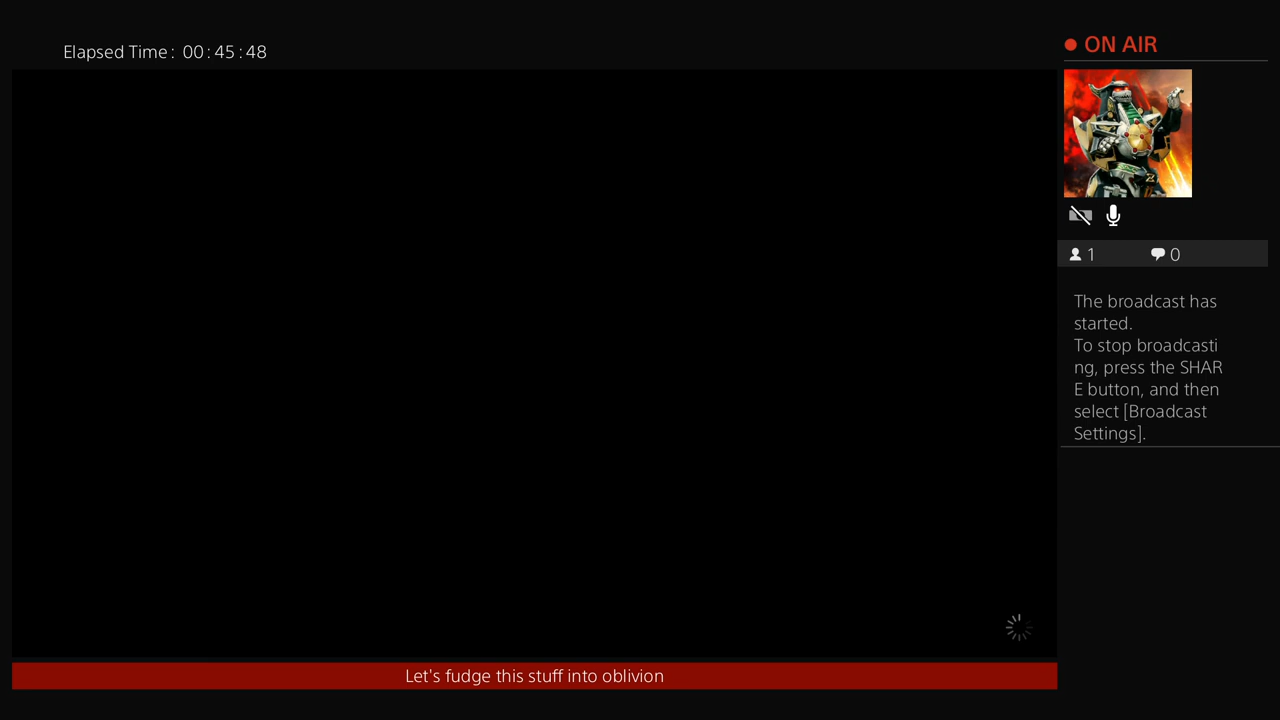 Elapsed Time: 00:45:48
ON AIR
1
0
The broadcast has
started.
To stop broadcasti
ng, press the SHAR
E button, and then
select [Broadcast
Settings].
Let's fudge this stuff into oblivion